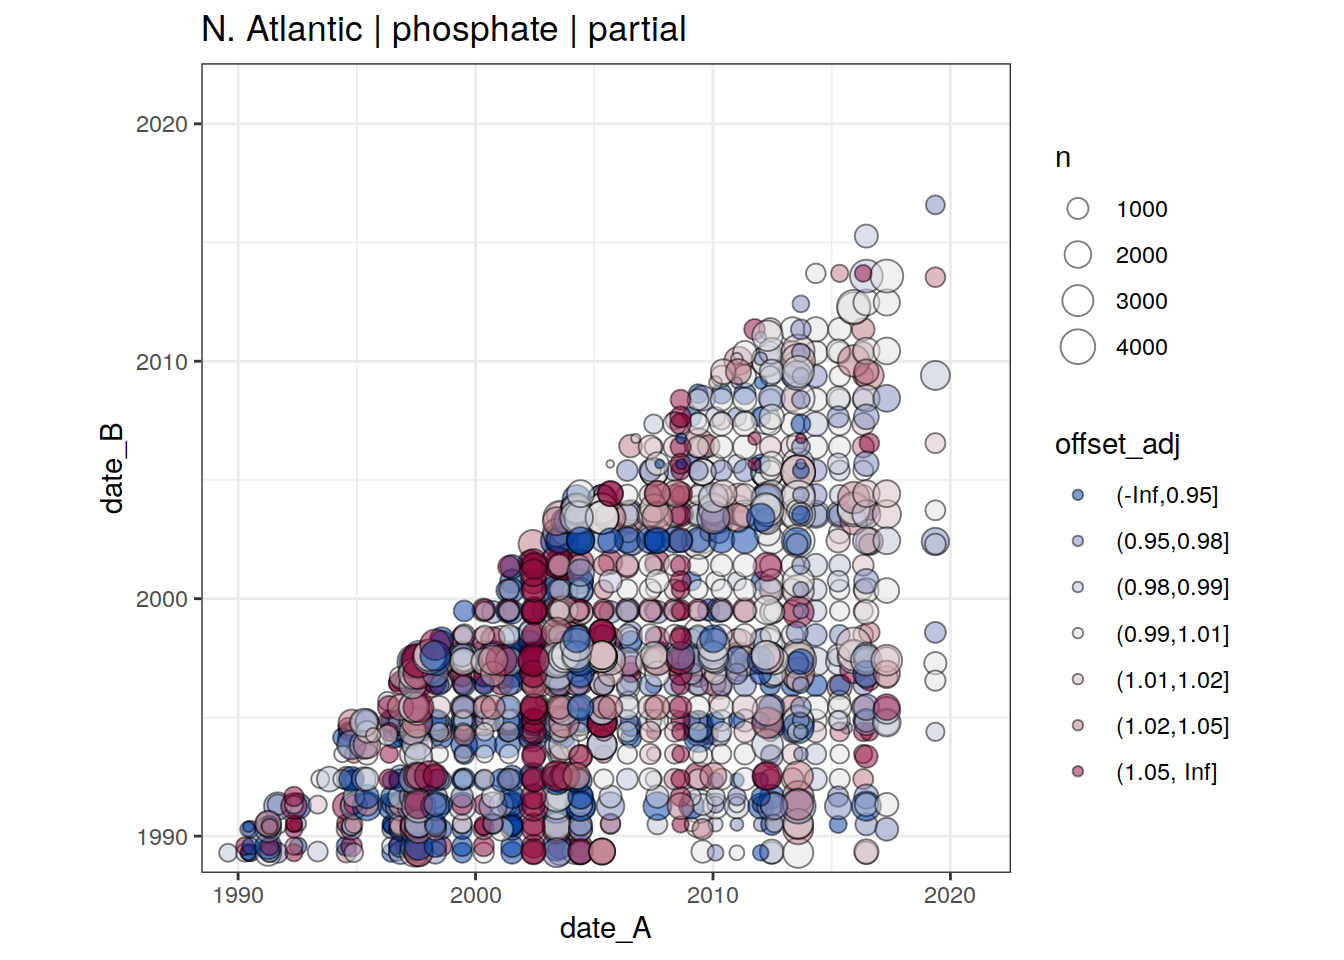 N. Atlantic | phosphate | partial
2020
2010
2000
1990
date_B
1990
2000
2010
2020
date_A
n
1000
2000
3000
4000
offset_adj
(-Inf,0.95]
(0.95,0.98]
(0.98,0.99]
(0.99,1.01]
(1.01,1.02]
(1.02,1.05]
(1.05, Inf]